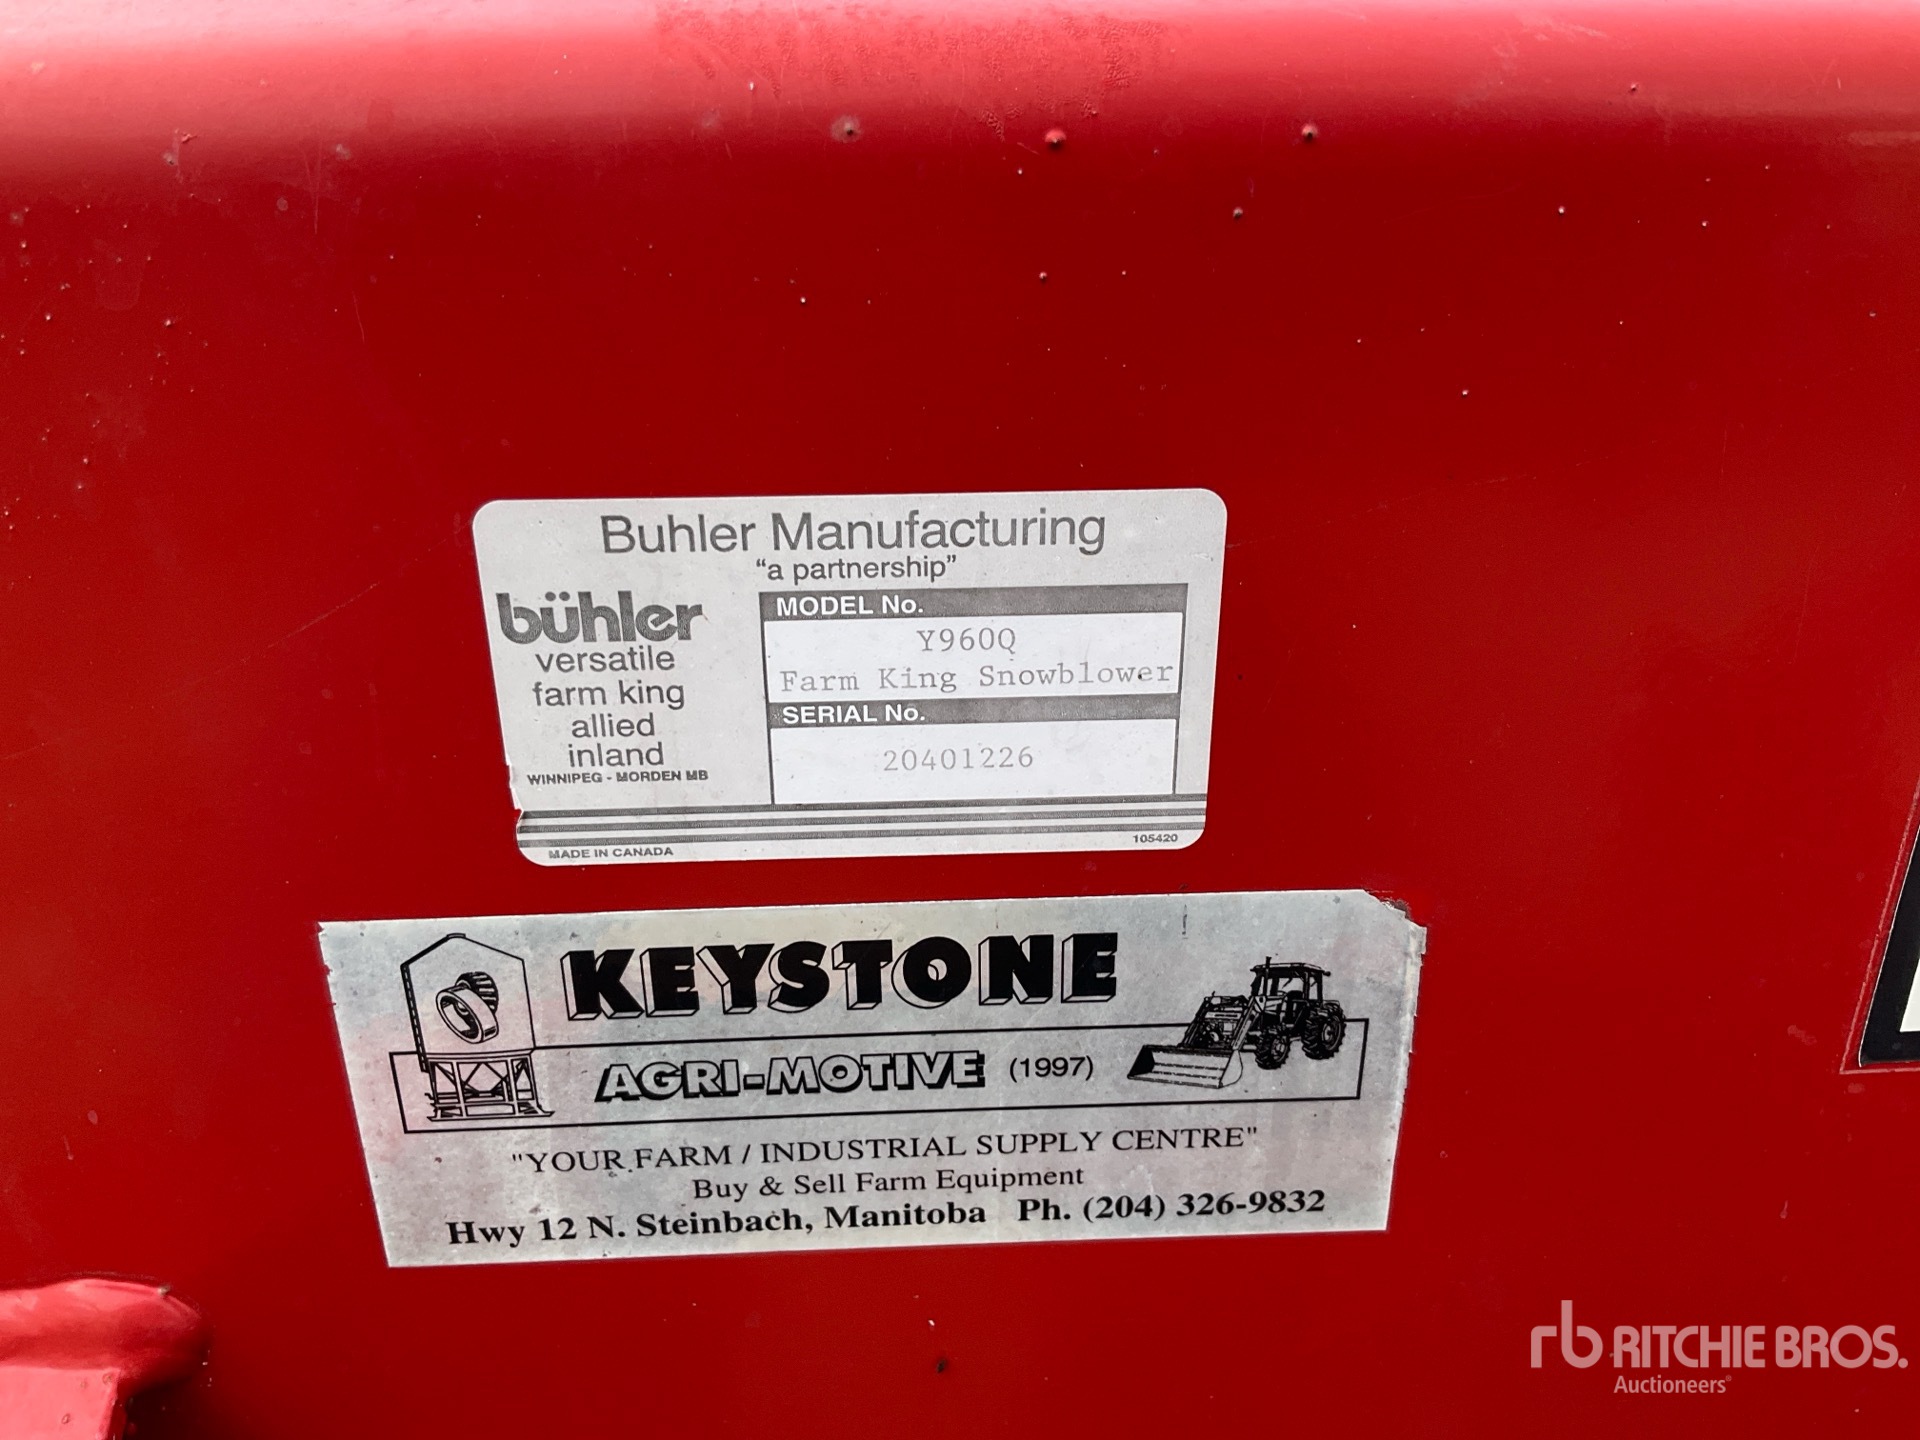 Buhler Manufacturing
"a partnership"
bühler
versatile
farm king
allied
inland
WINNIPEG - MORDEN MB
MODEL No.
Y960Q
Farm King Snowblower
SERIAL No.
20401226
MADE IN CANADA
105420
KEYSTONE
AGRI-MOTIVE (1997)
"YOUR FARM / INDUSTRIAL SUPPLY CENTRE"
Buy & Sell Farm Equipment
Hwy 12 N. Steinbach, Manitoba Ph. (204) 326-9832
rb RITCHIE BROS.
Auctioneers®